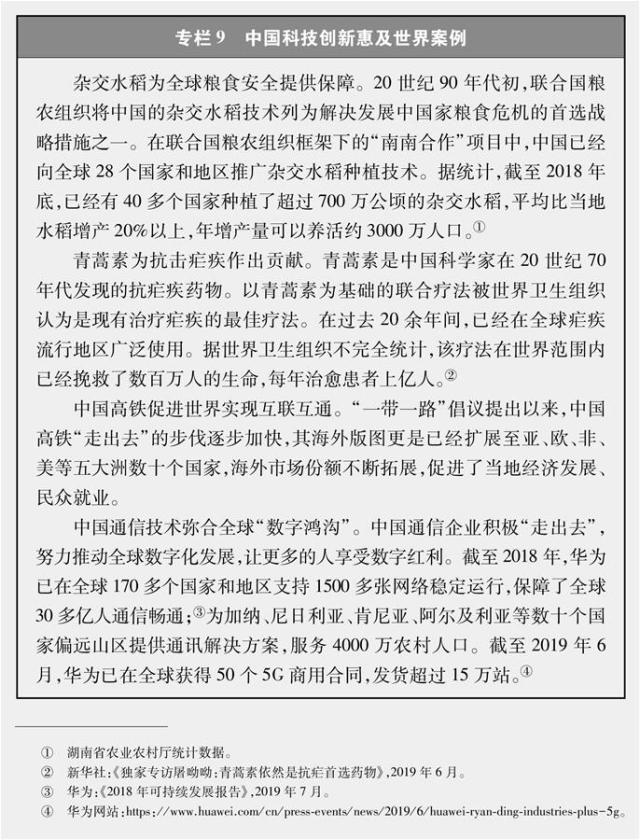 专栏 9 中国科技创新惠及世界案例
杂交水稻为全球粮食安全提供保障。20 世纪 90 年代初，联合国粮
农组织将中国的杂交水稻技术列为解决发展中国家粮食危机的首选战
略措施之一。在联合国粮农组织框架下的“南南合作”项目中，中国已经
向全球 28 个国家和地区推广杂交水稻种植技术。据统计，截至 2018 年
底，已经有 40 多个国家种植了超过 700 万公顷的杂交水稻，平均比当地
水稻增产 20%以上，年增产量可以养活约 3000 万人口。①
青蒿素为抗击疟疾作出贡献。青蒿素是中国科学家在 20 世纪 70
年代发现的抗疟疾药物。以青蒿素为基础的联合疗法被世界卫生组织
认为是现有治疗疟疾的最佳疗法。在过去 20 余年间，已经在全球疟疾
流行地区广泛使用。据世界卫生组织不完全统计，该疗法在世界范围内
已经挽救了数百万人的生命，每年治愈患者上亿人。②
中国高铁促进世界实现互联互通。“一带一路”倡议提出以来，中国
高铁“走出去”的步伐逐步加快，其海外版图更是已经扩展至亚、欧、非、
美等五大洲数十个国家，海外市场份额不断拓展，促进了当地经济发展、
民众就业。
中国通信技术弥合全球“数字鸿沟”。中国通信企业积极“走出去”，
努力推动全球数字化发展，让更多的人享受数字红利。截至 2018 年，华为
已在全球 170 多个国家和地区支持 1500 多张网络稳定运行，保障了全球
30 多亿人通信畅通；③为加纳、尼日利亚、肯尼亚、阿尔及利亚等数十个国
家偏远山区提供通讯解决方案，服务 4000 万农村人口。截至 2019 年 6
月，华为已在全球获得 50 个 5G 商用合同，发货超过 15 万站。④
① 湖南省农业农村厅统计数据。
② 新华社：《独家专访屠呦呦：青蒿素依然是抗疟首选药物》，2019 年 6 月。
③ 华为：《2018 年可持续发展报告》，2019 年 7 月。
④ 华为网站：https://www.huawei.com/cn/press-events/news/2019/6/huawei-ryan-ding-industries-plus-5g。